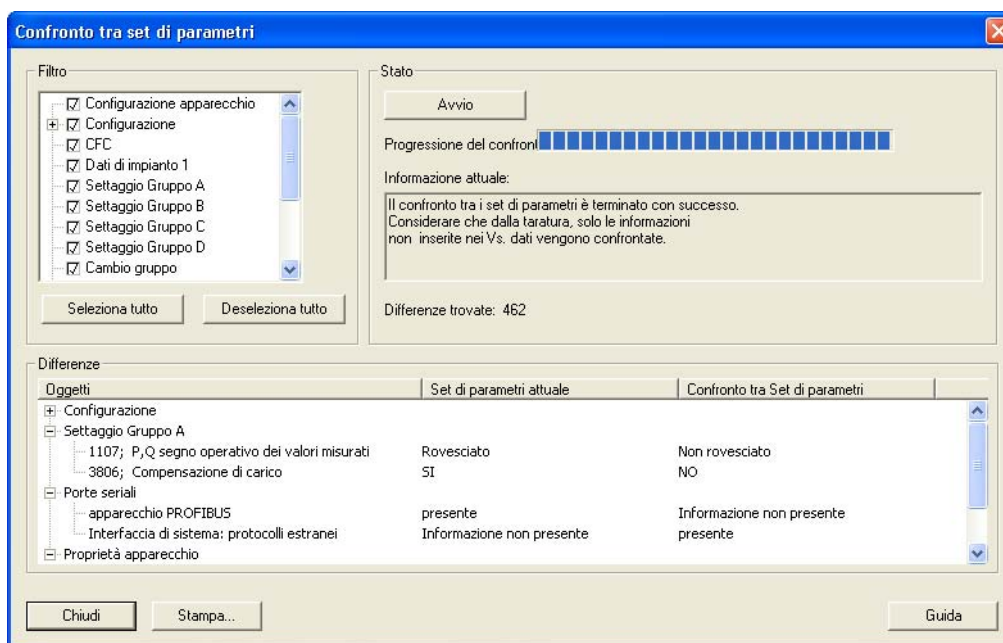 Confronto tra set di parametri
Filtro
Configurazione apparecchio
Configurazione
CFC
Dati di impianto 1
Settaggio Gruppo A
Settaggio Gruppo B
Settaggio Gruppo C
Settaggio Gruppo D
Cambio gruppo
Seleziona tutto Deseleziona tutto
Stato
Avvio
Progressione del confront
Informazione attuale:
Il confronto tra i set di parametri è terminato con successo.
Considerare che dalla taratura, solo le informazioni
non inserite nei Vs. dati vengono confrontate.
Differenze trovate: 462
Differenze
Oggetti Set di parametri attuale Confronto tra Set di parametri
Configurazione
Settaggio Gruppo A
1107; P,Q segno operativo dei valori misurati Rovesciato Non rovesciato
3806; Compensazione di carico SI NO
Porte seriali
apparecchio PROFIBUS presente Informazione non presente
Interfaccia di sistema: protocolli estranei Informazione non presente presente
Proprietà apparecchio
Chiudi Stampa... Guida